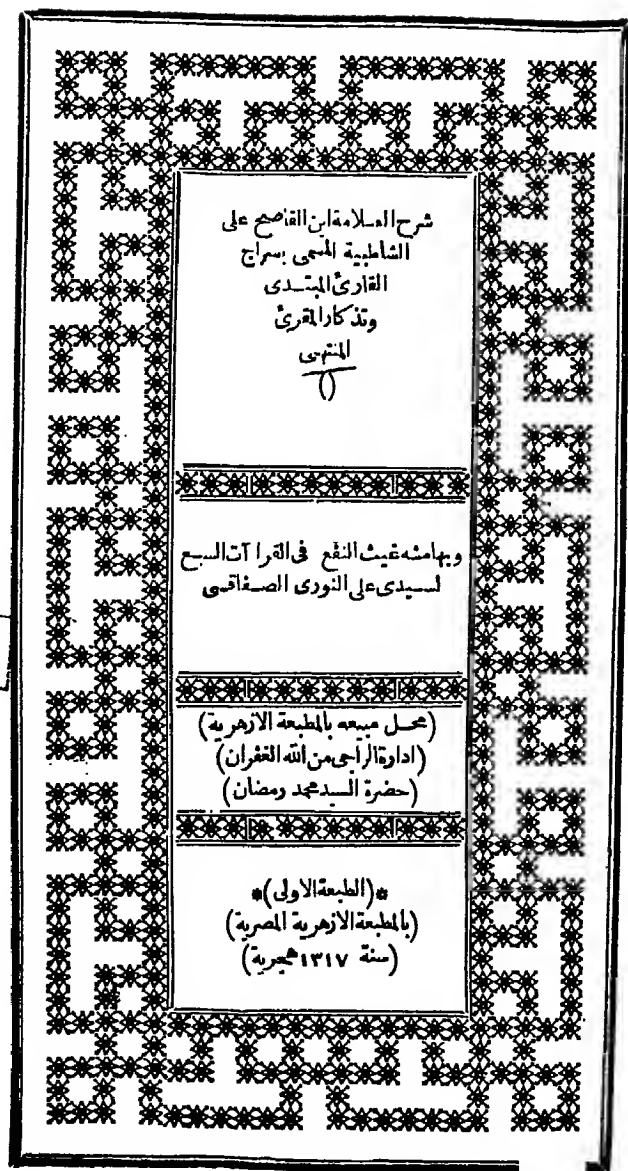 شرح العلامة ابن القاصح على
الشاطبية المسمى بسراج
القارئ المبتدى
وتذكار المقرئ
المنتهى
وبهامشه غيث النفع فى القراآت السبع
لسيدى على النورى الصفاقسى
(محل مبيعه بالمطبعة الازهرية)
(ادارة الراجى من الله الغفران)
(حضرة السيد محمد رمضان)
*(الطبعة الاولى)*
(بالمطبعة الازهرية المصرية)
(سنة ١٣١٧ هجرية)